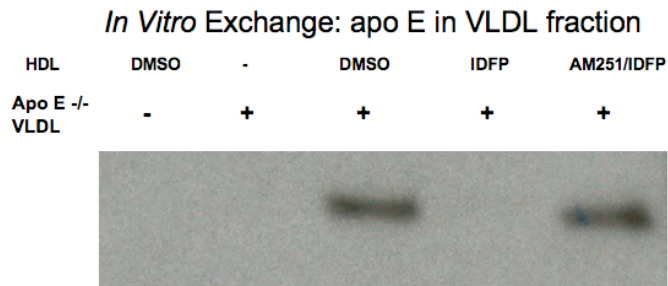 In Vitro Exchange: apo E in VLDL fraction
HDL DMSO - DMSO IDFP AM251/IDFP
Apo E -/-
VLDL - + + + +